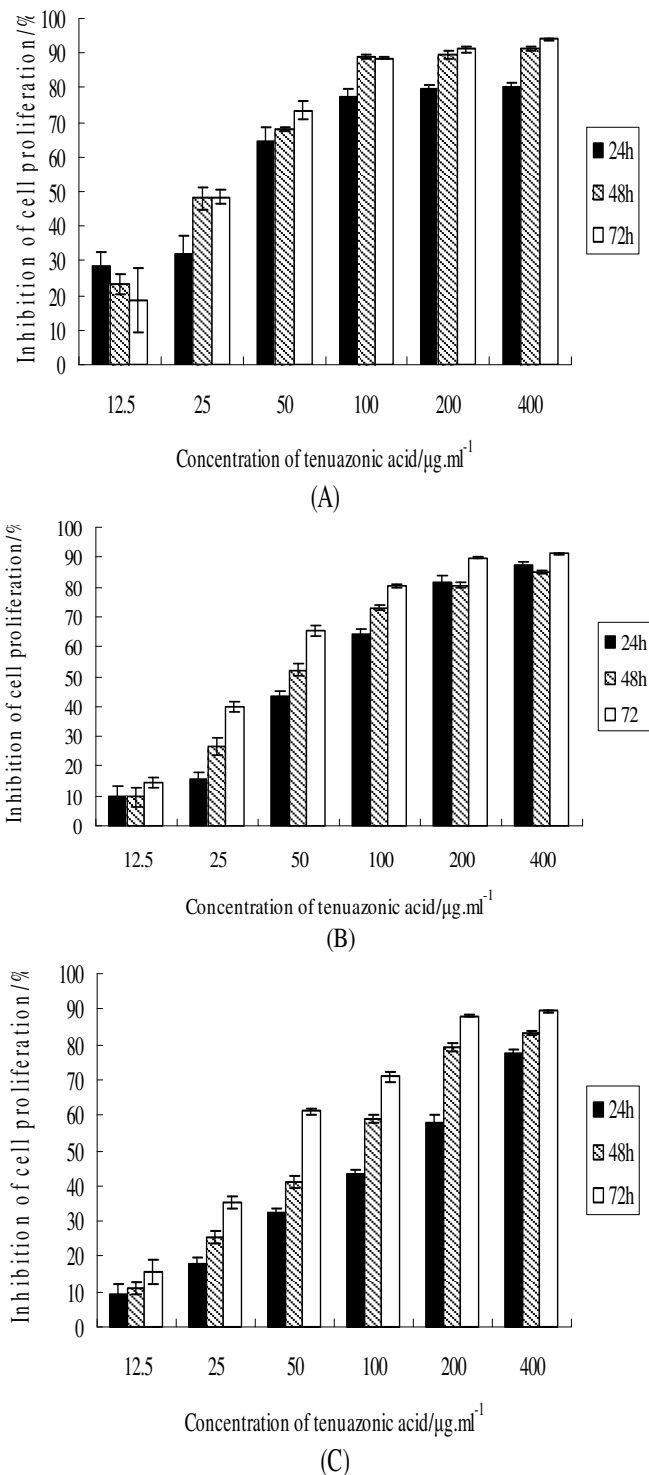 Inhibition of cell proliferation/%
100
90
80
70
60
50
40
30
20
10
0
12.5 25 50 100 200 400
Concentration of tenuazonic acid/μg.ml⁻¹
24h
48h
72h
(A)
Inhibition of cell proliferation/%
100
90
80
70
60
50
40
30
20
10
0
12.5 25 50 100 200 400
Concentration of tenuazonic acid/μg.ml⁻¹
24h
48h
72
(B)
Inhibition of cell proliferation/%
100
90
80
70
60
50
40
30
20
10
0
12.5 25 50 100 200 400
Concentration of tenuazonic acid/μg.ml⁻¹
24h
48h
72h
(C)